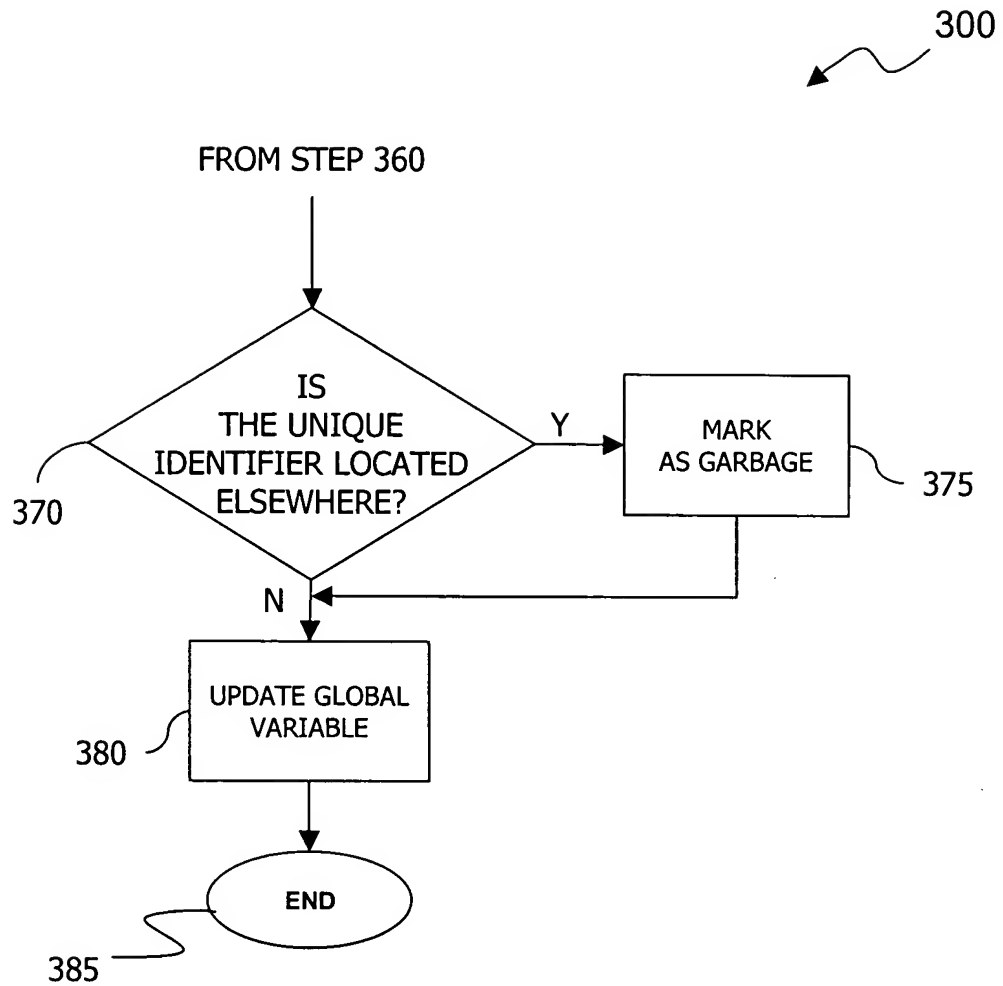 300
FROM STEP 360
IS
THE UNIQUE
IDENTIFIER LOCATED
ELSEWHERE?
370
Y
MARK
AS GARBAGE
375
N
UPDATE GLOBAL
VARIABLE
380
END
385